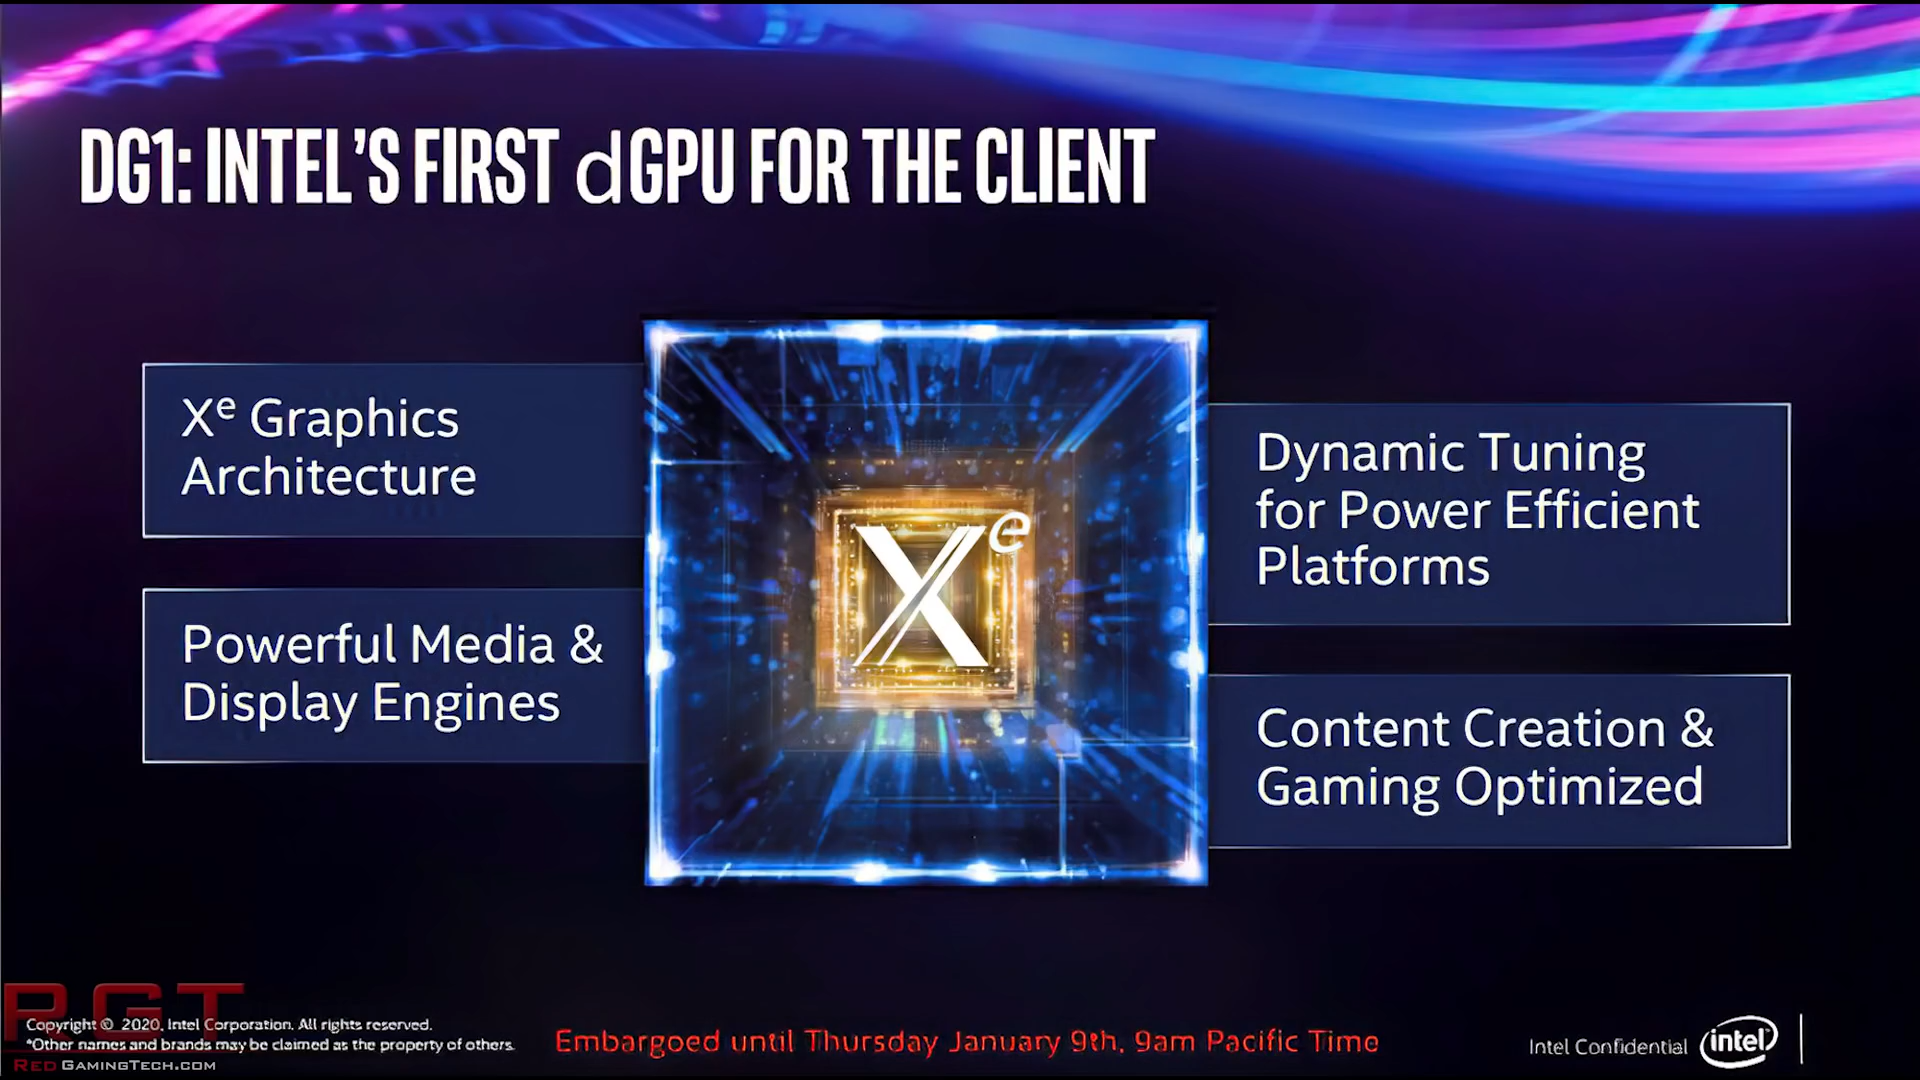 DG1: INTEL'S FIRST dGPU FOR THE CLIENT
Xe Graphics
Architecture
Powerful Media &
Display Engines
Xe
Dynamic Tuning
for Power Efficient
Platforms
Content Creation &
Gaming Optimized
RGT
Copyright © 2020, Intel Corporation. All rights reserved.
*Other names and brands may be claimed as the property of others.
RedGamingTech.com
Embargoed until Thursday January 9th, 9am Pacific Time
Intel Confidential
intel